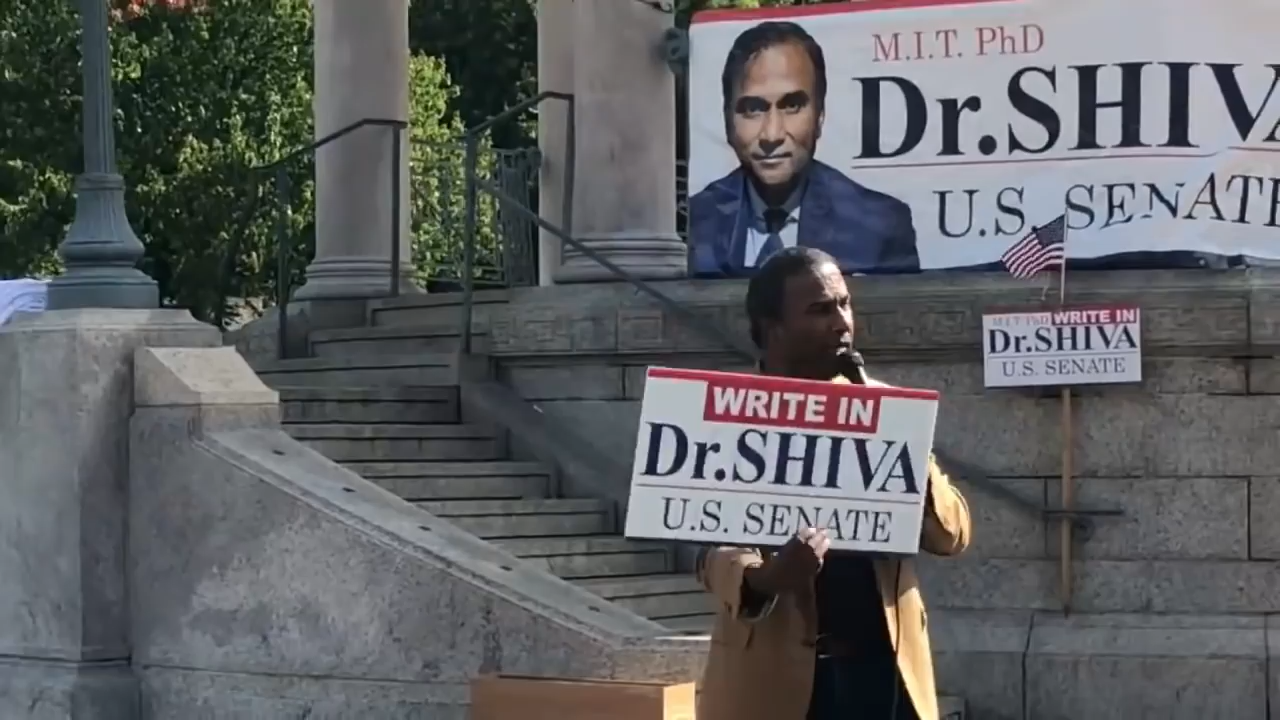 M.I.T. PhD
Dr.SHIVA
U.S. SENATE
M.I.T PhD WRITE IN
Dr.SHIVA
U.S. SENATE
WRITE IN
Dr.SHIVA
U.S. SENATE